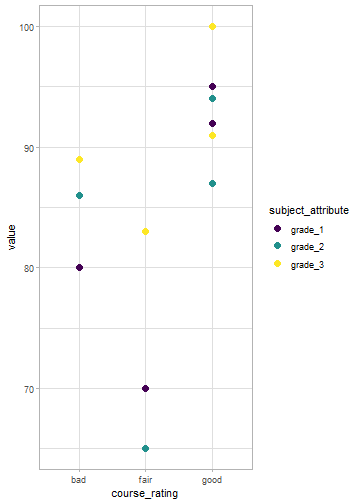 100
90
80
70
value
bad
fair
good
course_rating
subject_attribute
grade_1
grade_2
grade_3